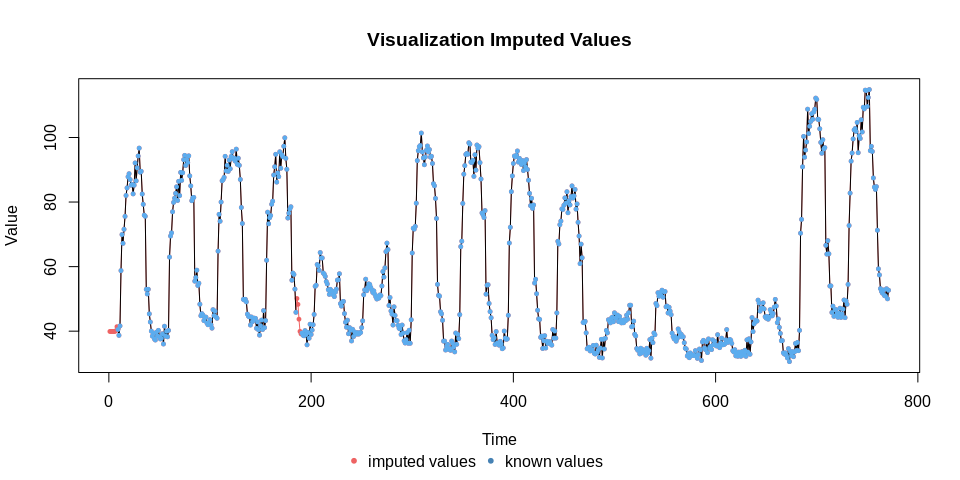 Visualization Imputed Values
Value
100
80
60
40
0 200 400 600 800
Time
imputed values known values